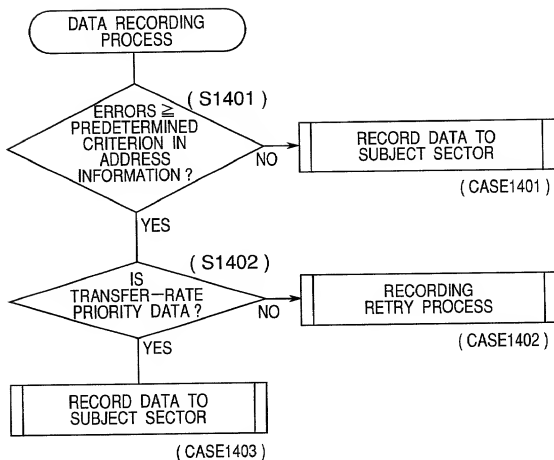 DATA RECORDING
PROCESS
( S1401 )
ERRORS ≧
PREDETERMINED
CRITERION IN
ADDRESS
INFORMATION ?
NO
RECORD DATA TO
SUBJECT SECTOR
( CASE1401 )
YES
( S1402 )
IS
TRANSFER–RATE
PRIORITY DATA ?
NO
RECORDING
RETRY PROCESS
( CASE1402 )
YES
RECORD DATA TO
SUBJECT SECTOR
( CASE1403 )